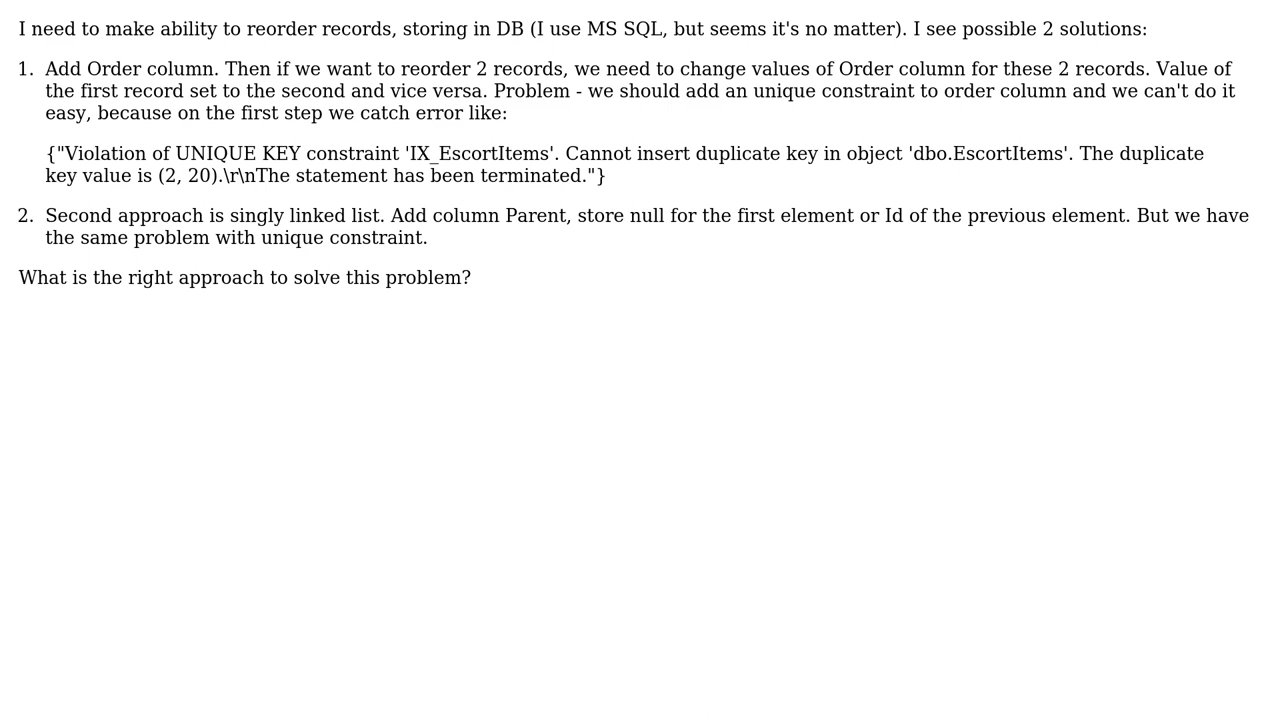 I need to make ability to reorder records, storing in DB (I use MS SQL, but seems it's no matter). I see possible 2 solutions:
1. Add Order column. Then if we want to reorder 2 records, we need to change values of Order column for these 2 records. Value of
the first record set to the second and vice versa. Problem - we should add an unique constraint to order column and we can't do it
easy, because on the first step we catch error like:
{"Violation of UNIQUE KEY constraint 'IX_EscortItems'. Cannot insert duplicate key in object 'dbo.EscortItems'. The duplicate
key value is (2, 20).\r\nThe statement has been terminated."}
2. Second approach is singly linked list. Add column Parent, store null for the first element or Id of the previous element. But we have
the same problem with unique constraint.
What is the right approach to solve this problem?